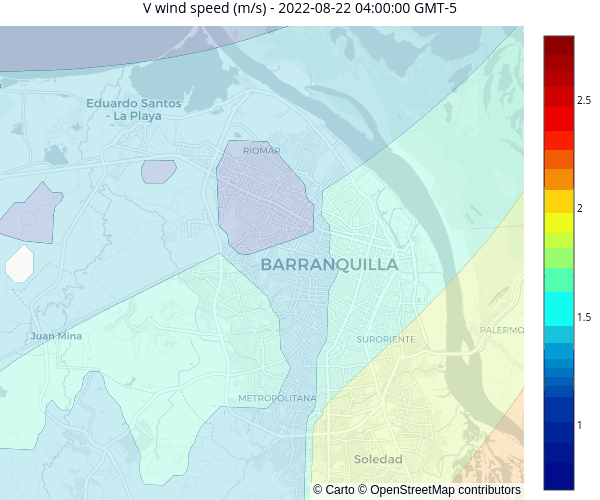 V wind speed (m/s) - 2022-08-22 04:00:00 GMT-5
Eduardo Santos
- La Playa
RIOMAR
BARRANQUILLA
Juan Mina
SURORIENTE
PALERMO
METROPOLITANA
Soledad
© Carto © OpenStreetMap contributors
2.5
2
1.5
1